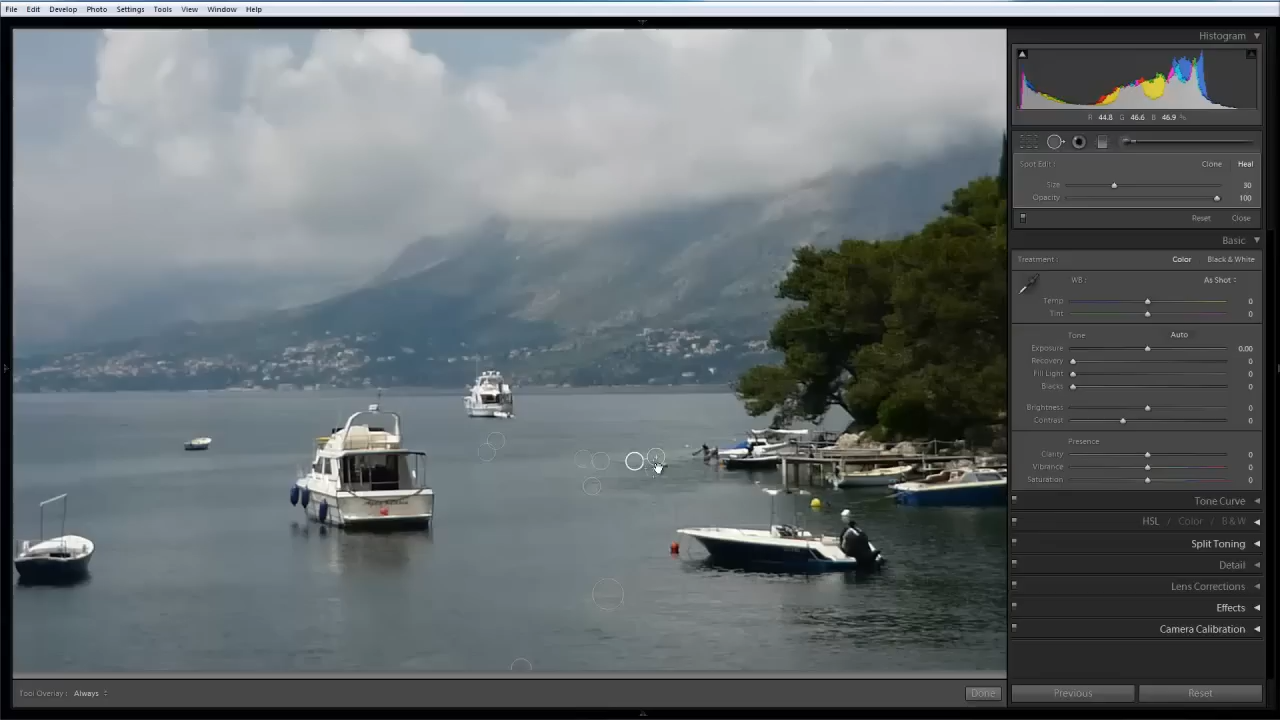 File Edit Develop Photo Settings Tools View Window Help
Histogram
R 44.8 G 46.6 B 46.9 %
Spot Edit : Clone Heal
Size 30
Opacity 100
Reset Close
Basic
Treatment : Color Black & White
WB : As Shot
Temp 0
Tint 0
Tone Auto
Exposure 0.00
Recovery 0
Fill Light 0
Blacks 0
Brightness 0
Contrast 0
Presence
Clarity 0
Vibrance 0
Saturation 0
Tone Curve
HSL / Color / B & W
Split Toning
Detail
Lens Corrections
Effects
Camera Calibration
Tool Overlay : Always
Done
Previous Reset